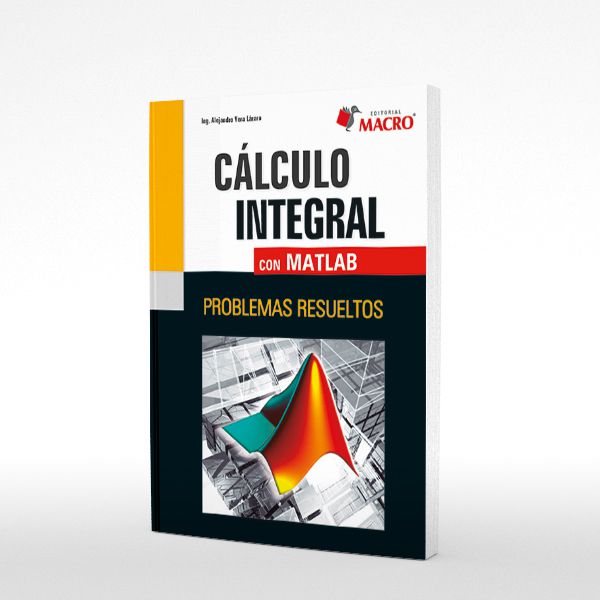 Ing. Alejandro Vera Lázaro
EDITORIAL
MACRO®
CÁLCULO
INTEGRAL
CON MATLAB
PROBLEMAS RESUELTOS